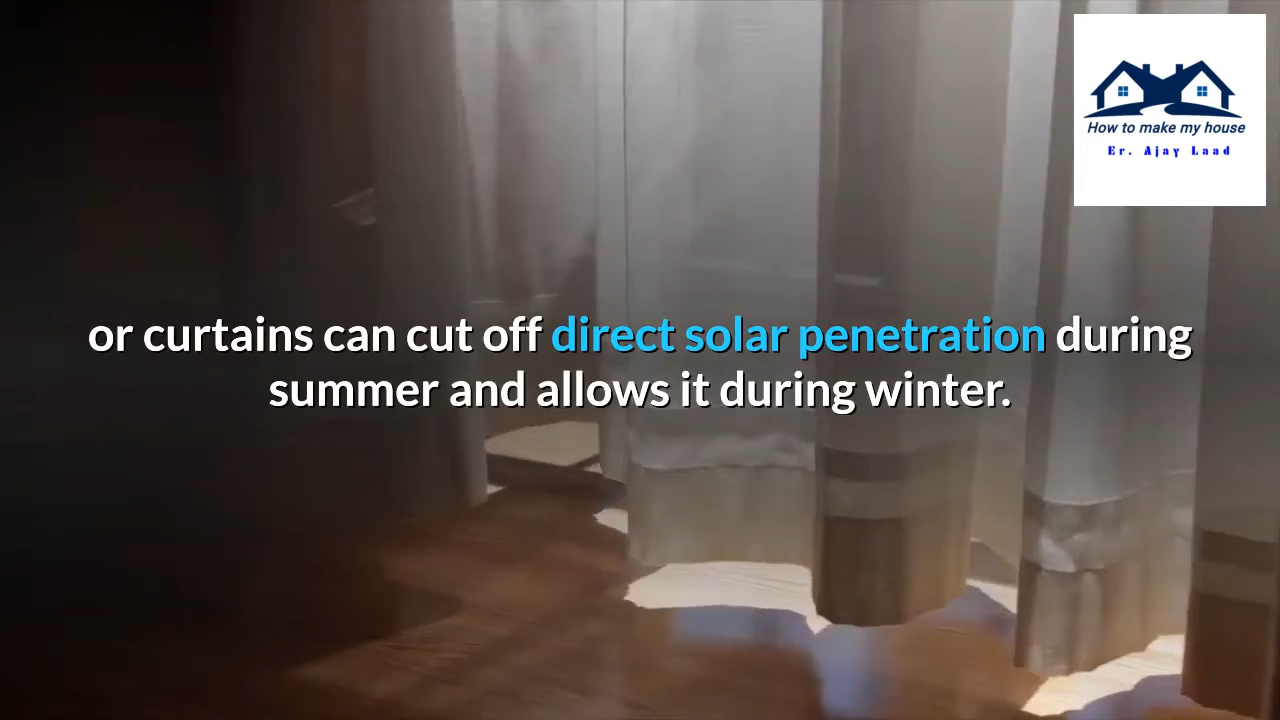 How to make my house
Er. Ajay Laad
or curtains can cut off direct solar penetration during
summer and allows it during winter.